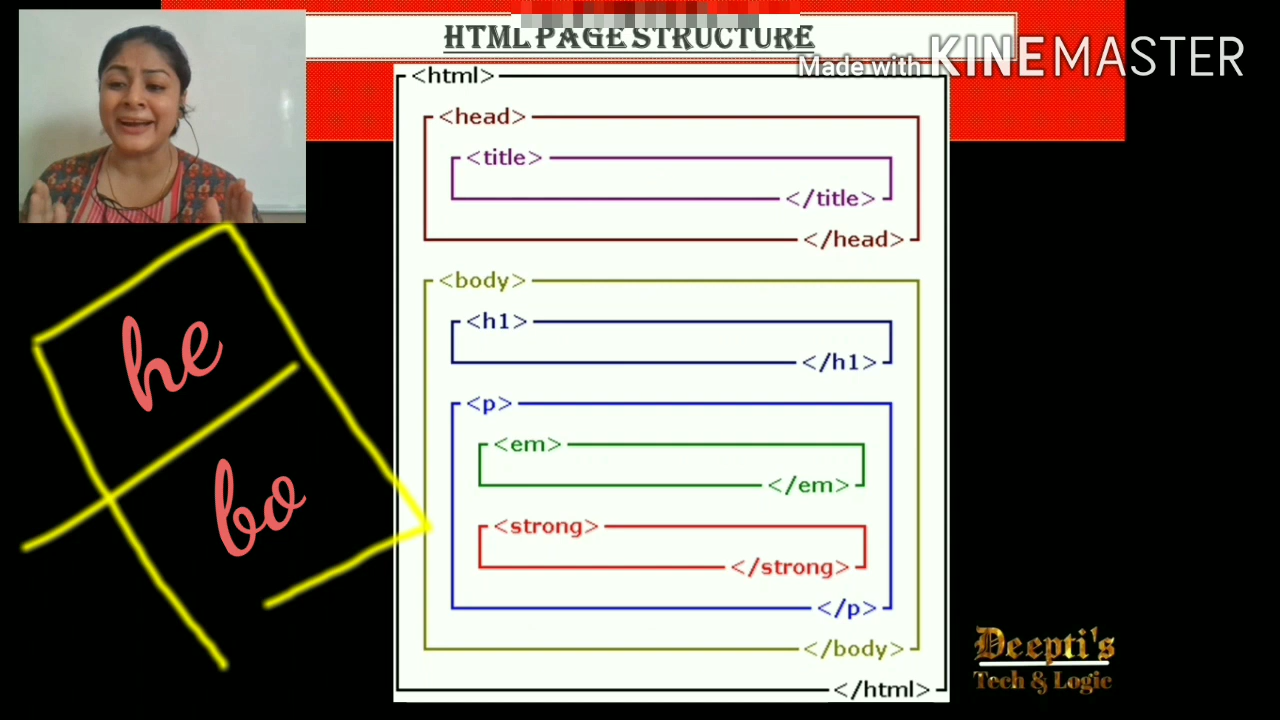 HTML PAGE STRUCTURE
Made with KINEMASTER
<html>
<head>
<title>
</title>
</head>
<body>
<h1>
</h1>
<p>
<em>
</em>
<strong>
</strong>
</p>
</body>
</html>
he
bo
Deepti's
Tech & Logic